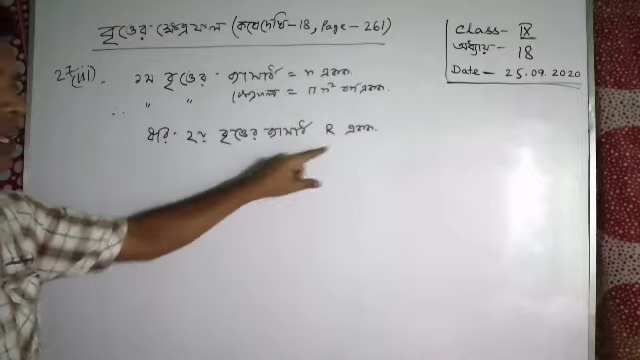 বৃত্তের ক্ষেত্রফল (কষে দেখি-18, Page - 261)
Class- IX
অধ্যায়- 18
Date - 25.09.2020
2(iii). ১ম বৃত্তের ব্যাসার্ধ = r একক
∴ " " ক্ষেত্রফল = πr² বর্গ একক
ধরি ২য় বৃত্তের ব্যাসার্ধ R একক